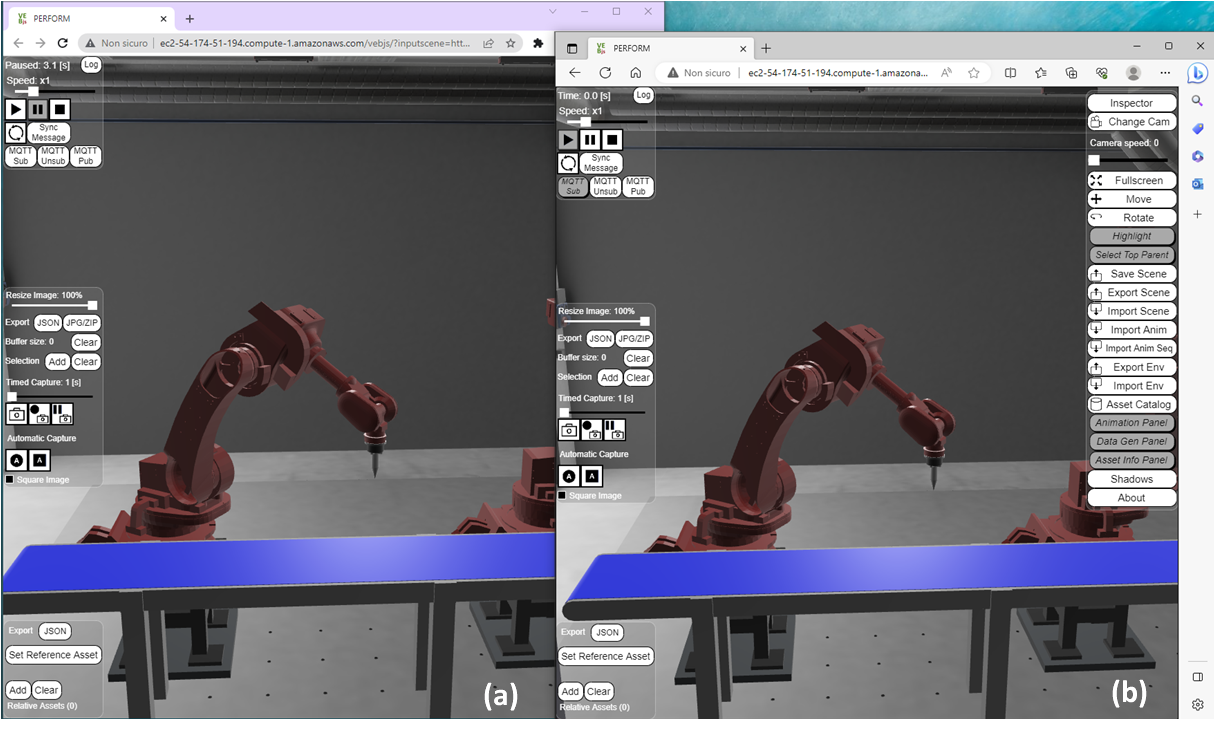 PERFORM
Non sicuro
ec2-54-174-51-194.compute-1.amazonaws.com/vebjs/?inputscene=htt...
Paused: 3.1 [s]
Log
Speed: x1
Sync
Message
MQTT
Sub
MQTT
Unsub
MQTT
Pub
Resize Image: 100%
Export
JSON
JPG/ZIP
Buffer size: 0
Clear
Selection
Add
Clear
Timed Capture: 1 [s]
Automatic Capture
A
A
Square Image
Export
JSON
Set Reference Asset
Add
Clear
Relative Assets (0)
(a)
PERFORM
Non sicuro
ec2-54-174-51-194.compute-1.amazona...
Time: 0.0 [s]
Log
Speed: x1
Sync
Message
MQTT
Sub
MQTT
Unsub
MQTT
Pub
Resize Image: 100%
Export
JSON
JPG/ZIP
Buffer size: 0
Clear
Selection
Add
Clear
Timed Capture: 1 [s]
Automatic Capture
A
A
Square Image
Export
JSON
Set Reference Asset
Add
Clear
Relative Assets (0)
Inspector
Change Cam
Camera speed: 0
Fullscreen
Move
Rotate
Highlight
Select Top Parent
Save Scene
Export Scene
Import Scene
Import Anim
Import Anim Seq
Export Env
Import Env
Asset Catalog
Animation Panel
Data Gen Panel
Asset Info Panel
Shadows
About
(b)